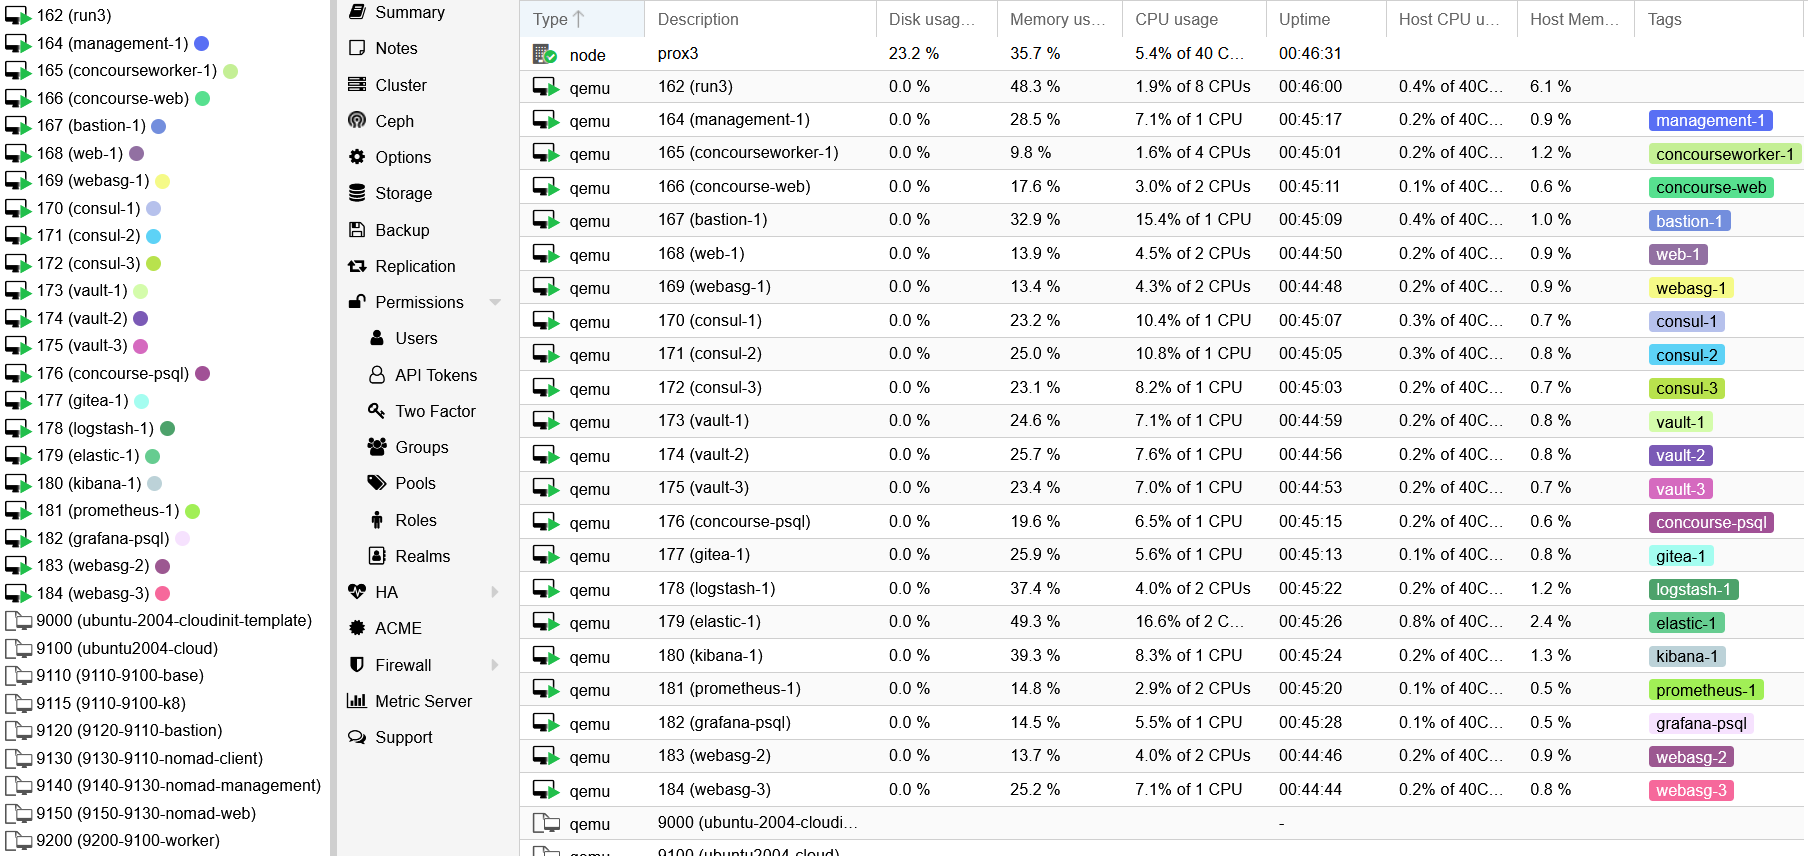 162 (run3)
164 (management-1)
165 (concourseworker-1)
166 (concourse-web)
167 (bastion-1)
168 (web-1)
169 (webasg-1)
170 (consul-1)
171 (consul-2)
172 (consul-3)
173 (vault-1)
174 (vault-2)
175 (vault-3)
176 (concourse-psql)
177 (gitea-1)
178 (logstash-1)
179 (elastic-1)
180 (kibana-1)
181 (prometheus-1)
182 (grafana-psql)
183 (webasg-2)
184 (webasg-3)
9000 (ubuntu-2004-cloudinit-template)
9100 (ubuntu2004-cloud)
9110 (9110-9100-base)
9115 (9110-9100-k8)
9120 (9120-9110-bastion)
9130 (9130-9110-nomad-client)
9140 (9140-9130-nomad-management)
9150 (9150-9130-nomad-web)
9200 (9200-9100-worker)
Summary
Notes
Cluster
Ceph
Options
Storage
Backup
Replication
Permissions
Users
API Tokens
Two Factor
Groups
Pools
Roles
Realms
HA
ACME
Firewall
Metric Server
Support
Type Description Disk usag... Memory us... CPU usage Uptime Host CPU u... Host Mem... Tags
node prox3 23.2 % 35.7 % 5.4% of 40 C... 00:46:31
qemu 162 (run3) 0.0 % 48.3 % 1.9% of 8 CPUs 00:46:00 0.4% of 40C... 6.1 %
qemu 164 (management-1) 0.0 % 28.5 % 7.1% of 1 CPU 00:45:17 0.2% of 40C... 0.9 % management-1
qemu 165 (concourseworker-1) 0.0 % 9.8 % 1.6% of 4 CPUs 00:45:01 0.2% of 40C... 1.2 % concourseworker-1
qemu 166 (concourse-web) 0.0 % 17.6 % 3.0% of 2 CPUs 00:45:11 0.1% of 40C... 0.6 % concourse-web
qemu 167 (bastion-1) 0.0 % 32.9 % 15.4% of 1 CPU 00:45:09 0.4% of 40C... 1.0 % bastion-1
qemu 168 (web-1) 0.0 % 13.9 % 4.5% of 2 CPUs 00:44:50 0.2% of 40C... 0.9 % web-1
qemu 169 (webasg-1) 0.0 % 13.4 % 4.3% of 2 CPUs 00:44:48 0.2% of 40C... 0.9 % webasg-1
qemu 170 (consul-1) 0.0 % 23.2 % 10.4% of 1 CPU 00:45:07 0.3% of 40C... 0.7 % consul-1
qemu 171 (consul-2) 0.0 % 25.0 % 10.8% of 1 CPU 00:45:05 0.3% of 40C... 0.8 % consul-2
qemu 172 (consul-3) 0.0 % 23.1 % 8.2% of 1 CPU 00:45:03 0.2% of 40C... 0.7 % consul-3
qemu 173 (vault-1) 0.0 % 24.6 % 7.1% of 1 CPU 00:44:59 0.2% of 40C... 0.8 % vault-1
qemu 174 (vault-2) 0.0 % 25.7 % 7.6% of 1 CPU 00:44:56 0.2% of 40C... 0.8 % vault-2
qemu 175 (vault-3) 0.0 % 23.4 % 7.0% of 1 CPU 00:44:53 0.2% of 40C... 0.7 % vault-3
qemu 176 (concourse-psql) 0.0 % 19.6 % 6.5% of 1 CPU 00:45:15 0.2% of 40C... 0.6 % concourse-psql
qemu 177 (gitea-1) 0.0 % 25.9 % 5.6% of 1 CPU 00:45:13 0.1% of 40C... 0.8 % gitea-1
qemu 178 (logstash-1) 0.0 % 37.4 % 4.0% of 2 CPUs 00:45:22 0.2% of 40C... 1.2 % logstash-1
qemu 179 (elastic-1) 0.0 % 49.3 % 16.6% of 2 C... 00:45:26 0.8% of 40C... 2.4 % elastic-1
qemu 180 (kibana-1) 0.0 % 39.3 % 8.3% of 1 CPU 00:45:24 0.2% of 40C... 1.3 % kibana-1
qemu 181 (prometheus-1) 0.0 % 14.8 % 2.9% of 2 CPUs 00:45:20 0.1% of 40C... 0.5 % prometheus-1
qemu 182 (grafana-psql) 0.0 % 14.5 % 5.5% of 1 CPU 00:45:28 0.1% of 40C... 0.5 % grafana-psql
qemu 183 (webasg-2) 0.0 % 13.7 % 4.0% of 2 CPUs 00:44:46 0.2% of 40C... 0.9 % webasg-2
qemu 184 (webasg-3) 0.0 % 25.2 % 7.1% of 1 CPU 00:44:44 0.2% of 40C... 0.8 % webasg-3
qemu 9000 (ubuntu-2004-cloudi... -
qemu 9100 (ubuntu2004-cloud)